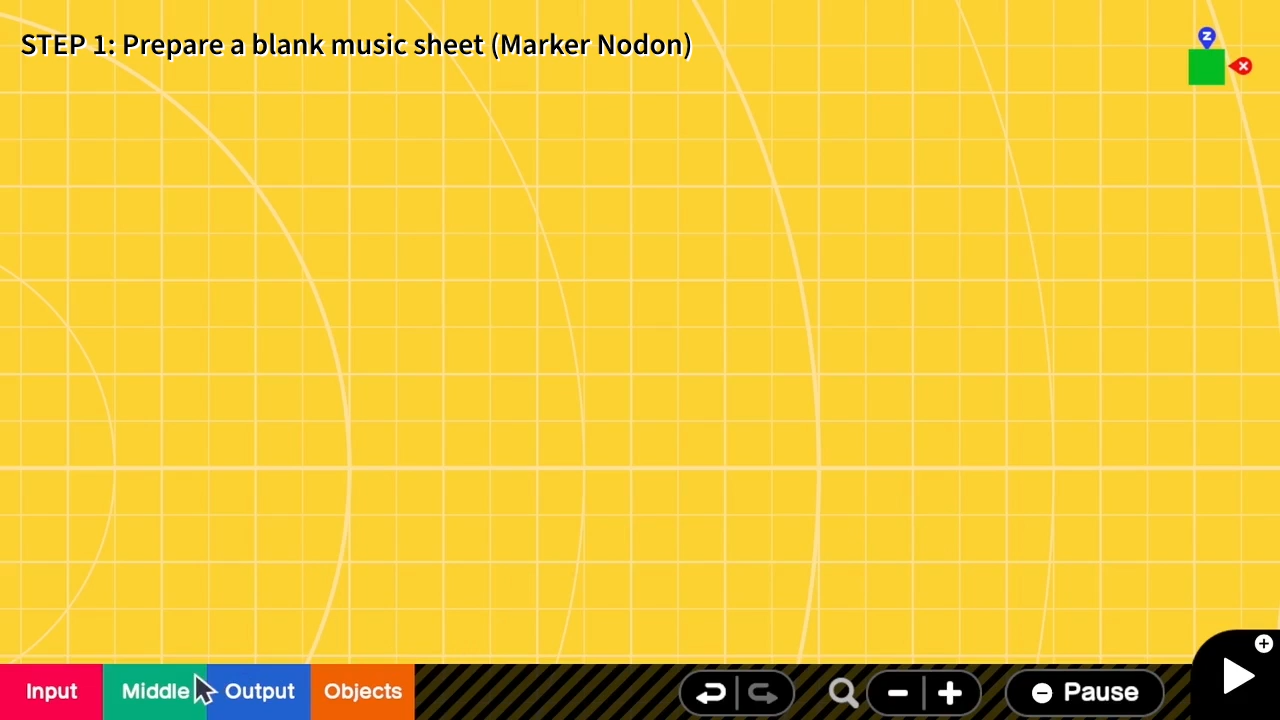 STEP 1: Prepare a blank music sheet (Marker Nodon)
Z
X
Input
Middle
Output
Objects
Pause